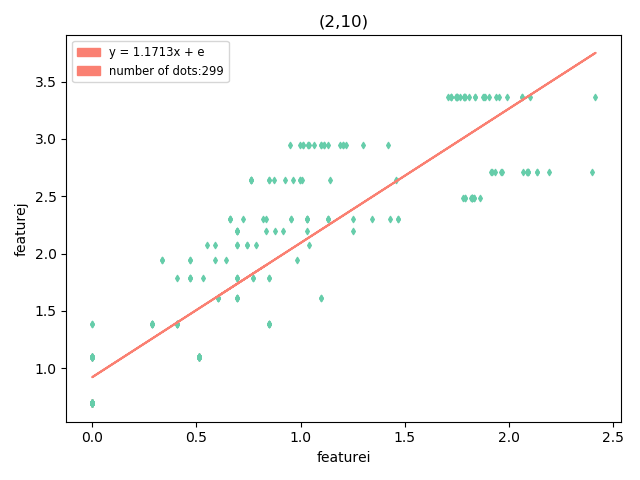 (2,10)
y = 1.1713x + e
number of dots:299
featurej
3.5
3.0
2.5
2.0
1.5
1.0
0.0 0.5 1.0 1.5 2.0 2.5
featurei